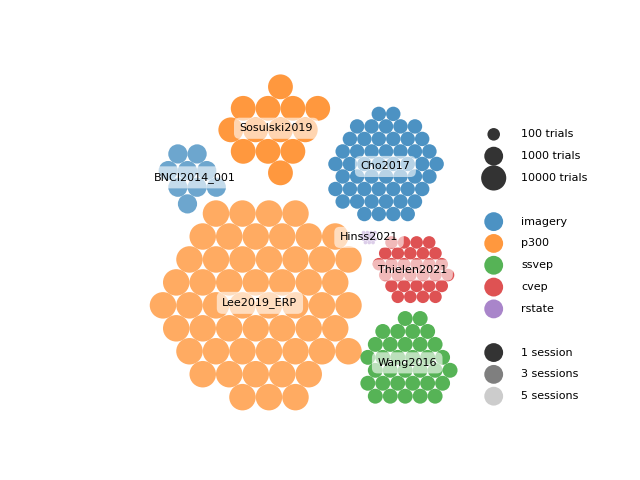 Sosulski2019
Cho2017
BNCI2014_001
Hinss2021
Thielen2021
Lee2019_ERP
Wang2016
100 trials
1000 trials
10000 trials
imagery
p300
ssvep
cvep
rstate
1 session
3 sessions
5 sessions